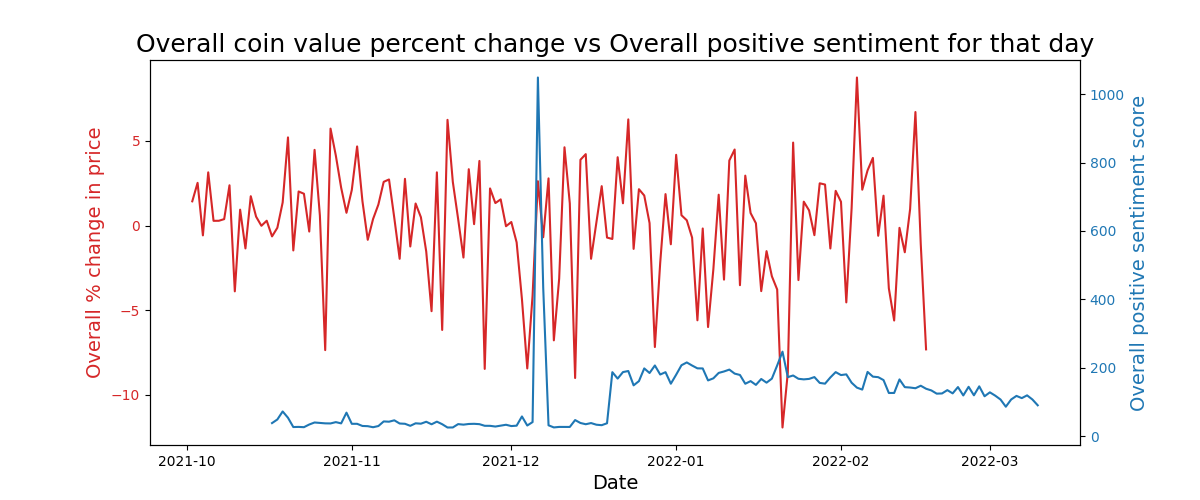 Overall coin value percent change vs Overall positive sentiment for that day
Overall % change in price
5
0
−5
−10
1000
800
600
400
200
0
Overall positive sentiment score
2021-10 2021-11 2021-12 2022-01 2022-02 2022-03
Date